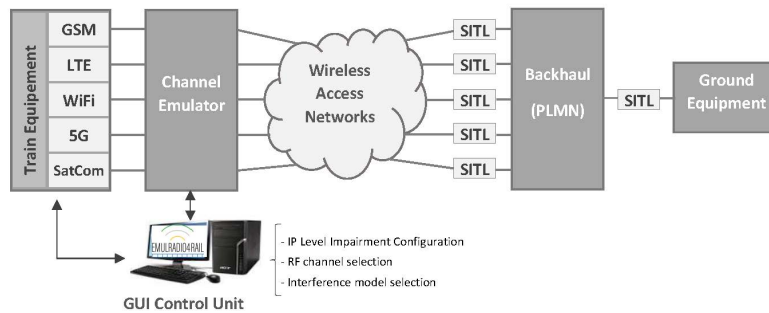 Train Equipement
GSM
LTE
WiFi
5G
SatCom
Channel
Emulator
Wireless
Access
Networks
SITL
SITL
SITL
SITL
SITL
Backhaul
(PLMN)
SITL
Ground
Equipment
EMULRADIO4RAIL
GUI Control Unit
- IP Level Impairment Configuration
- RF channel selection
- Interference model selection